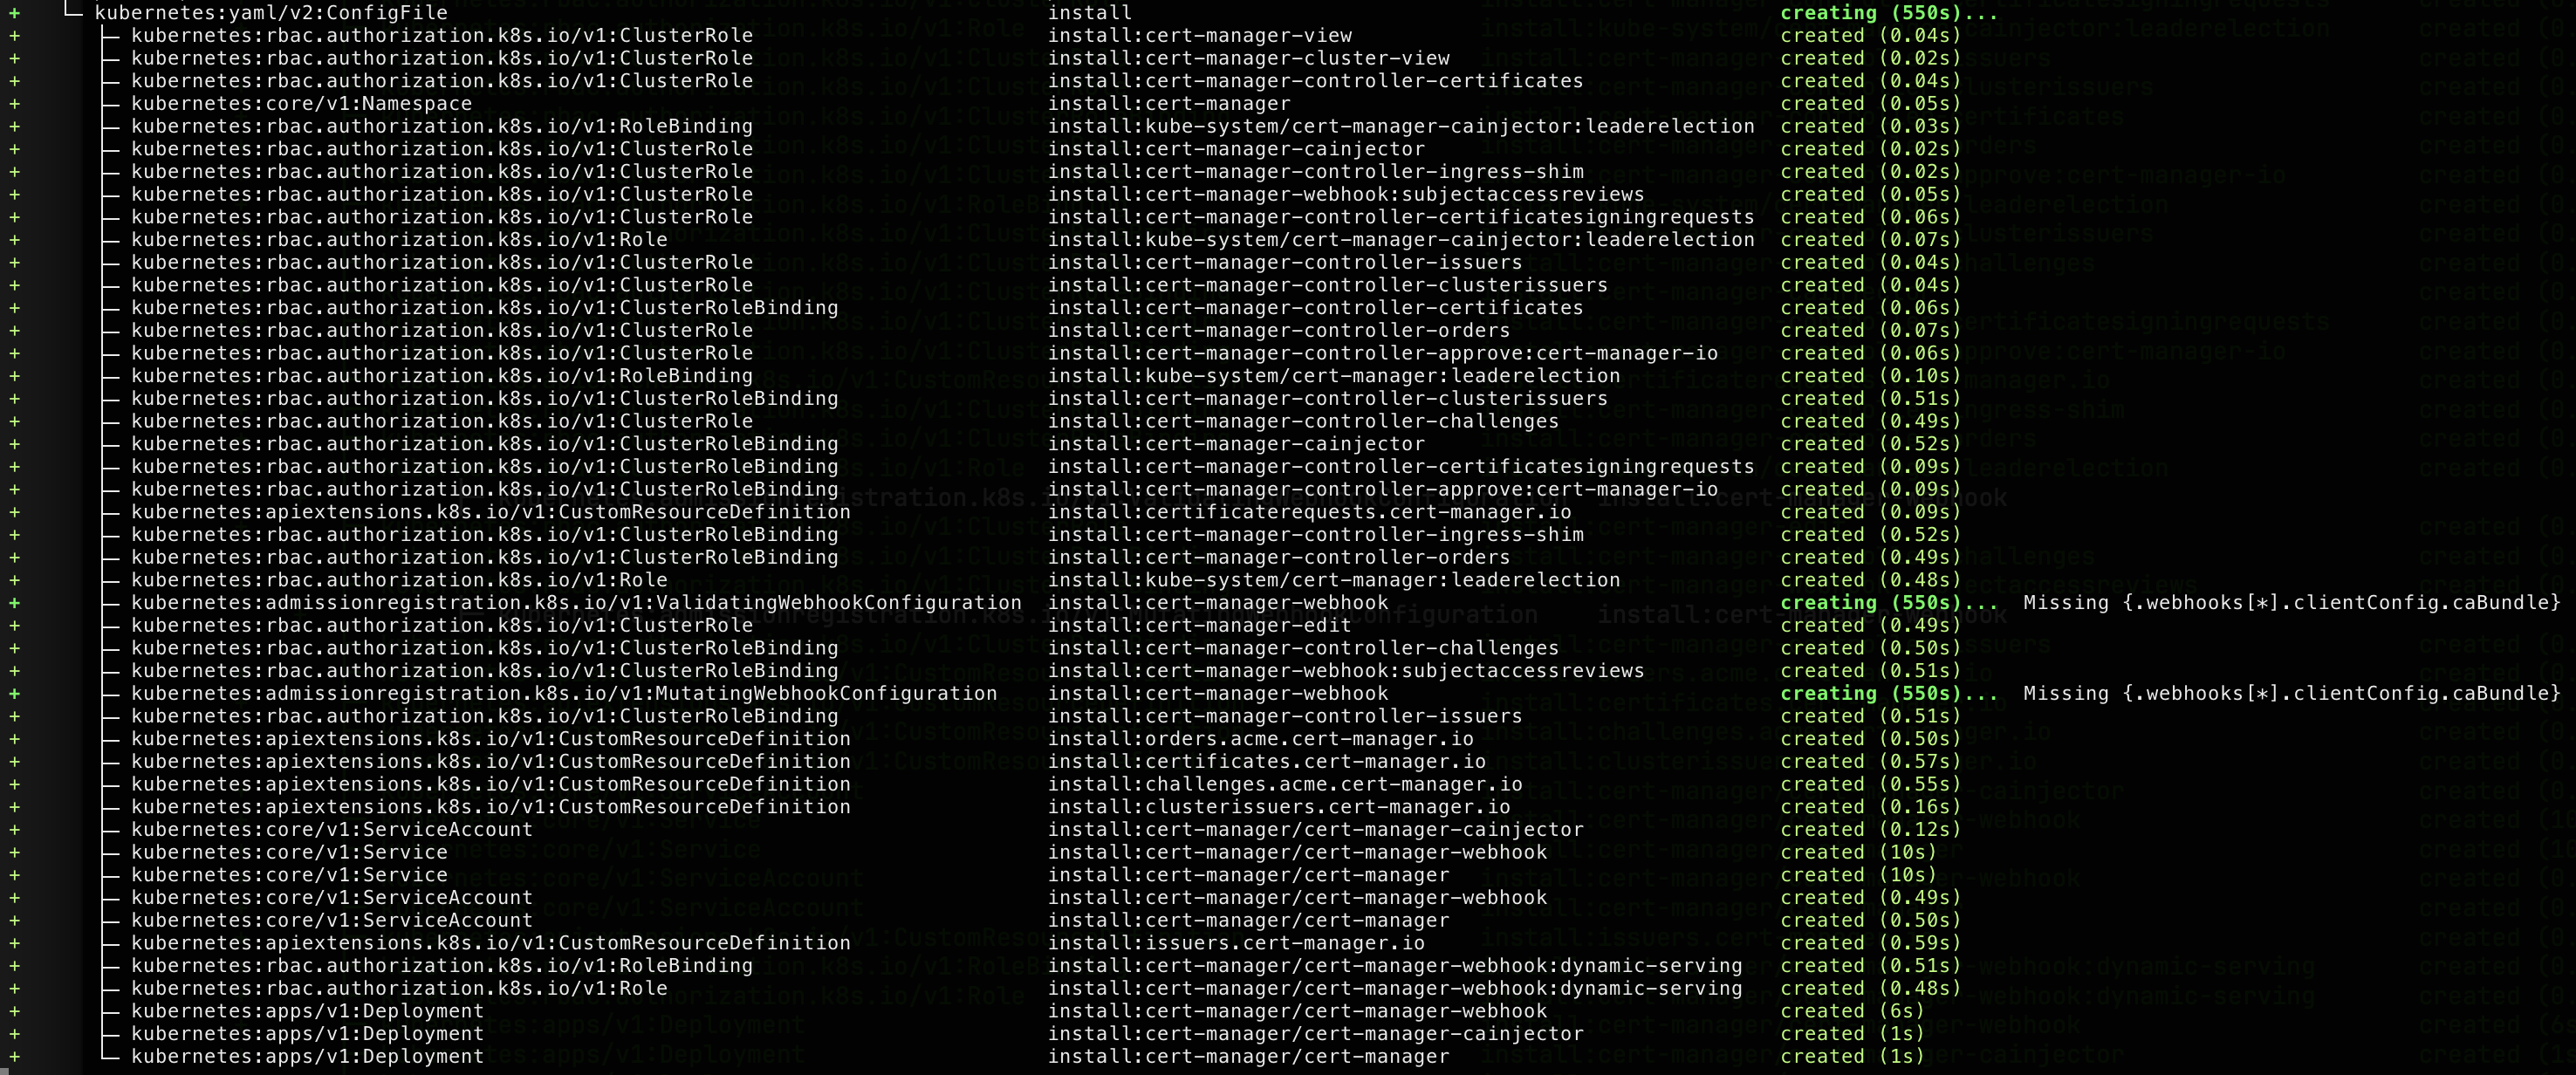 + └─ kubernetes:yaml/v2:ConfigFile install creating (550s)...
+ ├─ kubernetes:rbac.authorization.k8s.io/v1:ClusterRole install:cert-manager-view created (0.04s)
+ ├─ kubernetes:rbac.authorization.k8s.io/v1:ClusterRole install:cert-manager-cluster-view created (0.02s)
+ ├─ kubernetes:rbac.authorization.k8s.io/v1:ClusterRole install:cert-manager-controller-certificates created (0.04s)
+ ├─ kubernetes:core/v1:Namespace install:cert-manager created (0.05s)
+ ├─ kubernetes:rbac.authorization.k8s.io/v1:RoleBinding install:kube-system/cert-manager-cainjector:leaderelection created (0.03s)
+ ├─ kubernetes:rbac.authorization.k8s.io/v1:ClusterRole install:cert-manager-cainjector created (0.02s)
+ ├─ kubernetes:rbac.authorization.k8s.io/v1:ClusterRole install:cert-manager-controller-ingress-shim created (0.02s)
+ ├─ kubernetes:rbac.authorization.k8s.io/v1:ClusterRole install:cert-manager-webhook:subjectaccessreviews created (0.05s)
+ ├─ kubernetes:rbac.authorization.k8s.io/v1:ClusterRole install:cert-manager-controller-certificatesigningrequests created (0.06s)
+ ├─ kubernetes:rbac.authorization.k8s.io/v1:Role install:kube-system/cert-manager-cainjector:leaderelection created (0.07s)
+ ├─ kubernetes:rbac.authorization.k8s.io/v1:ClusterRole install:cert-manager-controller-issuers created (0.04s)
+ ├─ kubernetes:rbac.authorization.k8s.io/v1:ClusterRole install:cert-manager-controller-clusterissuers created (0.04s)
+ ├─ kubernetes:rbac.authorization.k8s.io/v1:ClusterRoleBinding install:cert-manager-controller-certificates created (0.06s)
+ ├─ kubernetes:rbac.authorization.k8s.io/v1:ClusterRole install:cert-manager-controller-orders created (0.07s)
+ ├─ kubernetes:rbac.authorization.k8s.io/v1:ClusterRole install:cert-manager-controller-approve:cert-manager-io created (0.06s)
+ ├─ kubernetes:rbac.authorization.k8s.io/v1:RoleBinding install:kube-system/cert-manager:leaderelection created (0.10s)
+ ├─ kubernetes:rbac.authorization.k8s.io/v1:ClusterRoleBinding install:cert-manager-controller-clusterissuers created (0.51s)
+ ├─ kubernetes:rbac.authorization.k8s.io/v1:ClusterRole install:cert-manager-controller-challenges created (0.49s)
+ ├─ kubernetes:rbac.authorization.k8s.io/v1:ClusterRoleBinding install:cert-manager-cainjector created (0.52s)
+ ├─ kubernetes:rbac.authorization.k8s.io/v1:ClusterRoleBinding install:cert-manager-controller-certificatesigningrequests created (0.09s)
+ ├─ kubernetes:rbac.authorization.k8s.io/v1:ClusterRoleBinding install:cert-manager-controller-approve:cert-manager-io created (0.09s)
+ ├─ kubernetes:apiextensions.k8s.io/v1:CustomResourceDefinition install:certificaterequests.cert-manager.io created (0.09s)
+ ├─ kubernetes:rbac.authorization.k8s.io/v1:ClusterRoleBinding install:cert-manager-controller-ingress-shim created (0.52s)
+ ├─ kubernetes:rbac.authorization.k8s.io/v1:ClusterRoleBinding install:cert-manager-controller-orders created (0.49s)
+ ├─ kubernetes:rbac.authorization.k8s.io/v1:Role install:kube-system/cert-manager:leaderelection created (0.48s)
+ ├─ kubernetes:admissionregistration.k8s.io/v1:ValidatingWebhookConfiguration install:cert-manager-webhook creating (550s)... Missing {.webhooks[*].clientConfig.caBundle}
+ ├─ kubernetes:rbac.authorization.k8s.io/v1:ClusterRole install:cert-manager-edit created (0.49s)
+ ├─ kubernetes:rbac.authorization.k8s.io/v1:ClusterRoleBinding install:cert-manager-controller-challenges created (0.50s)
+ ├─ kubernetes:rbac.authorization.k8s.io/v1:ClusterRoleBinding install:cert-manager-webhook:subjectaccessreviews created (0.51s)
+ ├─ kubernetes:admissionregistration.k8s.io/v1:MutatingWebhookConfiguration install:cert-manager-webhook creating (550s)... Missing {.webhooks[*].clientConfig.caBundle}
+ ├─ kubernetes:rbac.authorization.k8s.io/v1:ClusterRoleBinding install:cert-manager-controller-issuers created (0.51s)
+ ├─ kubernetes:apiextensions.k8s.io/v1:CustomResourceDefinition install:orders.acme.cert-manager.io created (0.50s)
+ ├─ kubernetes:apiextensions.k8s.io/v1:CustomResourceDefinition install:certificates.cert-manager.io created (0.57s)
+ ├─ kubernetes:apiextensions.k8s.io/v1:CustomResourceDefinition install:challenges.acme.cert-manager.io created (0.55s)
+ ├─ kubernetes:apiextensions.k8s.io/v1:CustomResourceDefinition install:clusterissuers.cert-manager.io created (0.16s)
+ ├─ kubernetes:core/v1:ServiceAccount install:cert-manager/cert-manager-cainjector created (0.12s)
+ ├─ kubernetes:core/v1:Service install:cert-manager/cert-manager-webhook created (10s)
+ ├─ kubernetes:core/v1:Service install:cert-manager/cert-manager created (10s)
+ ├─ kubernetes:core/v1:ServiceAccount install:cert-manager/cert-manager-webhook created (0.49s)
+ ├─ kubernetes:core/v1:ServiceAccount install:cert-manager/cert-manager created (0.50s)
+ ├─ kubernetes:apiextensions.k8s.io/v1:CustomResourceDefinition install:issuers.cert-manager.io created (0.59s)
+ ├─ kubernetes:rbac.authorization.k8s.io/v1:RoleBinding install:cert-manager/cert-manager-webhook:dynamic-serving created (0.51s)
+ ├─ kubernetes:rbac.authorization.k8s.io/v1:Role install:cert-manager/cert-manager-webhook:dynamic-serving created (0.48s)
+ ├─ kubernetes:apps/v1:Deployment install:cert-manager/cert-manager-webhook created (6s)
+ ├─ kubernetes:apps/v1:Deployment install:cert-manager/cert-manager-cainjector created (1s)
+ └─ kubernetes:apps/v1:Deployment install:cert-manager/cert-manager created (1s)